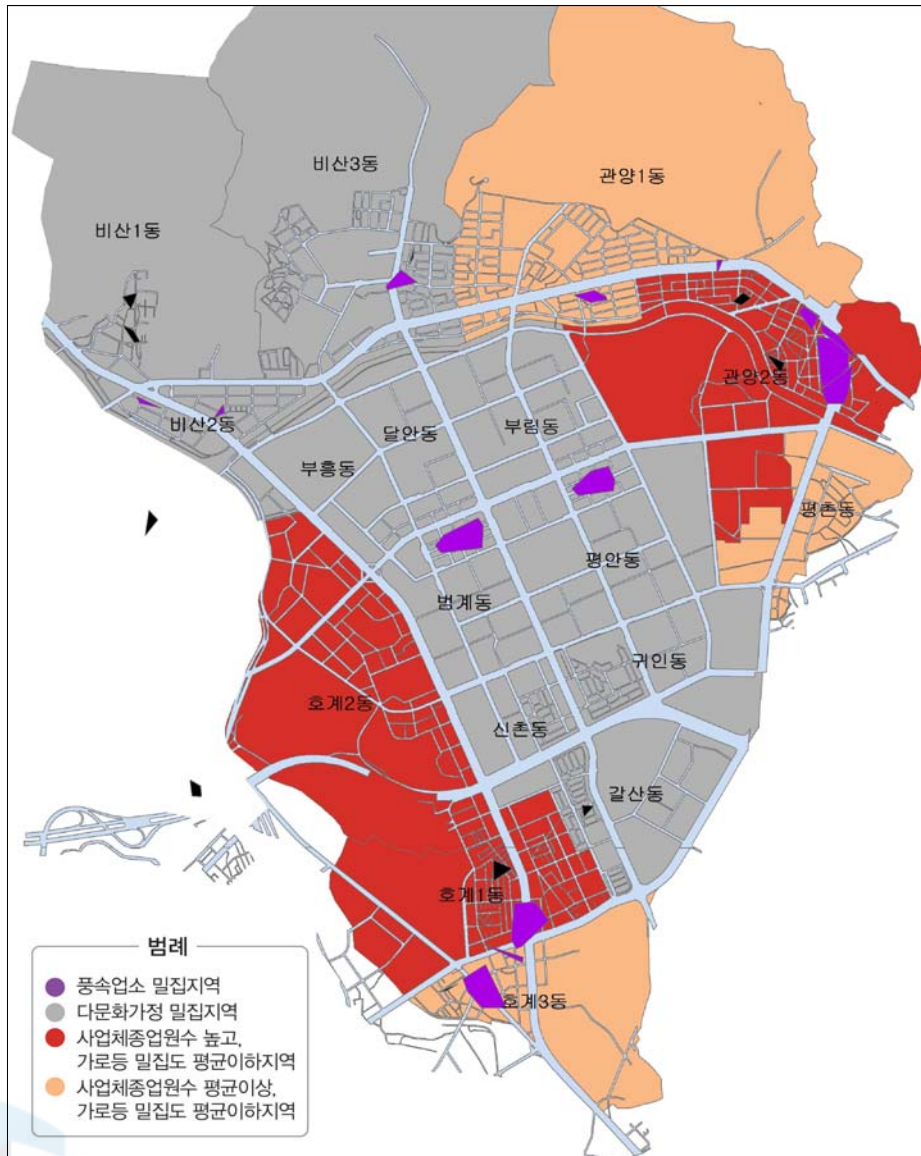 비산3동
관양1동
비산1동
관양2동
비산2동
달안동
부림동
부흥동
평촌동
평안동
범계동
귀인동
호계2동
신촌동
갈산동
호계1동
호계3동
범례
풍속업소 밀집지역
다문화가정 밀집지역
사업체종업원수 높고,
가로등 밀집도 평균이하지역
사업체종업원수 평균이상,
가로등 밀집도 평균이하지역